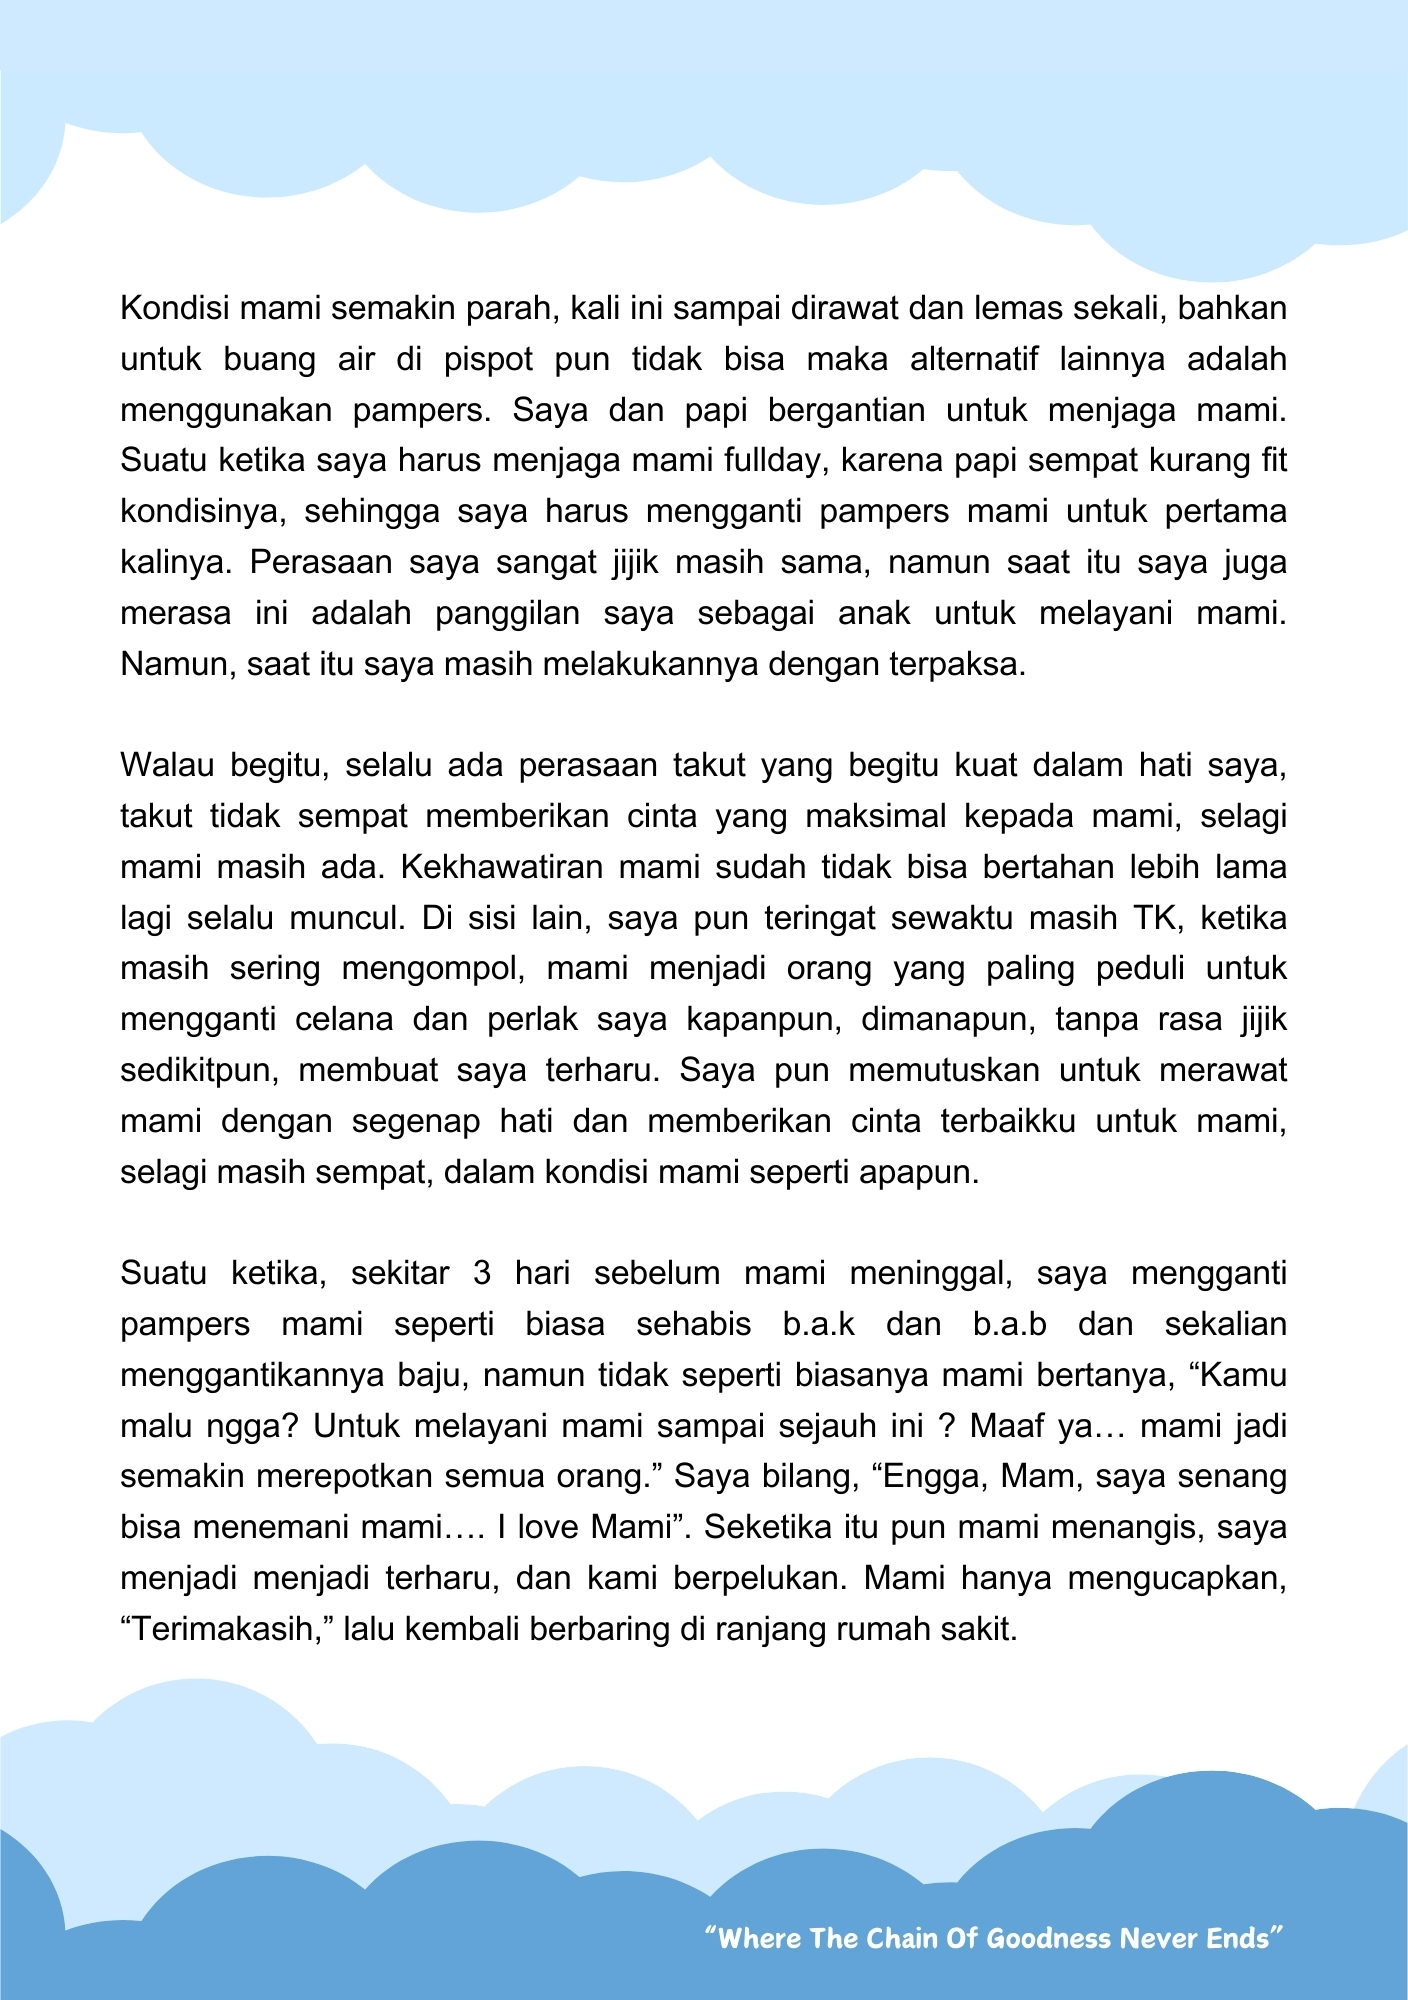 Kondisi mami semakin parah, kali ini sampai dirawat dan lemas sekali, bahkan
untuk buang air di pispot pun tidak bisa maka alternatif lainnya adalah
menggunakan pampers. Saya dan papi bergantian untuk menjaga mami.
Suatu ketika saya harus menjaga mami fullday, karena papi sempat kurang fit
kondisinya, sehingga saya harus mengganti pampers mami untuk pertama
kalinya. Perasaan saya sangat jijik masih sama, namun saat itu saya juga
merasa ini adalah panggilan saya sebagai anak untuk melayani mami.
Namun, saat itu saya masih melakukannya dengan terpaksa.

Walau begitu, selalu ada perasaan takut yang begitu kuat dalam hati saya,
takut tidak sempat memberikan cinta yang maksimal kepada mami, selagi
mami masih ada. Kekhawatiran mami sudah tidak bisa bertahan lebih lama
lagi selalu muncul. Di sisi lain, saya pun teringat sewaktu masih TK, ketika
masih sering mengompol, mami menjadi orang yang paling peduli untuk
mengganti celana dan perlak saya kapanpun, dimanapun, tanpa rasa jijik
sedikitpun, membuat saya terharu. Saya pun memutuskan untuk merawat
mami dengan segenap hati dan memberikan cinta terbaikku untuk mami,
selagi masih sempat, dalam kondisi mami seperti apapun.

Suatu ketika, sekitar 3 hari sebelum mami meninggal, saya mengganti
pampers mami seperti biasa sehabis b.a.k dan b.a.b dan sekalian
menggantikannya baju, namun tidak seperti biasanya mami bertanya, “Kamu
malu ngga? Untuk melayani mami sampai sejauh ini ? Maaf ya… mami jadi
semakin merepotkan semua orang.” Saya bilang, “Engga, Mam, saya senang
bisa menemani mami…. I love Mami”. Seketika itu pun mami menangis, saya
menjadi menjadi terharu, dan kami berpelukan. Mami hanya mengucapkan,
“Terimakasih,” lalu kembali berbaring di ranjang rumah sakit.

“Where The Chain Of Goodness Never Ends”